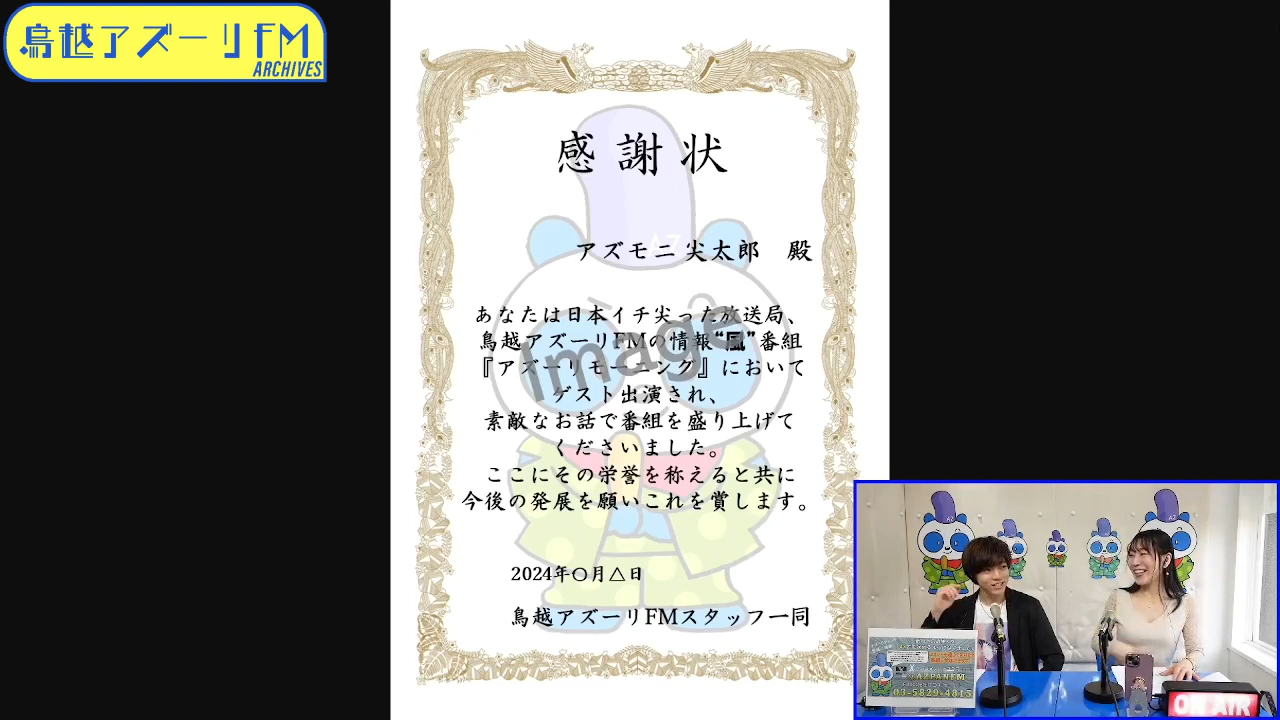 鳥越アズーリFM
ARCHIVES
感謝状
AZ
アズモニ 尖太郎 殿
あなたは日本イチ尖った放送局、
鳥越アズーリFMの情報“風”番組
『アズーリモーニング』において
ゲスト出演され、
素敵なお話で番組を盛り上げて
くださいました。
ここにその栄誉を称えると共に
今後の発展を願いこれを賞します。
Image
2024年〇月△日
鳥越アズーリFMスタッフ一同
AZPANFM
03-5829-4813
ON AIR